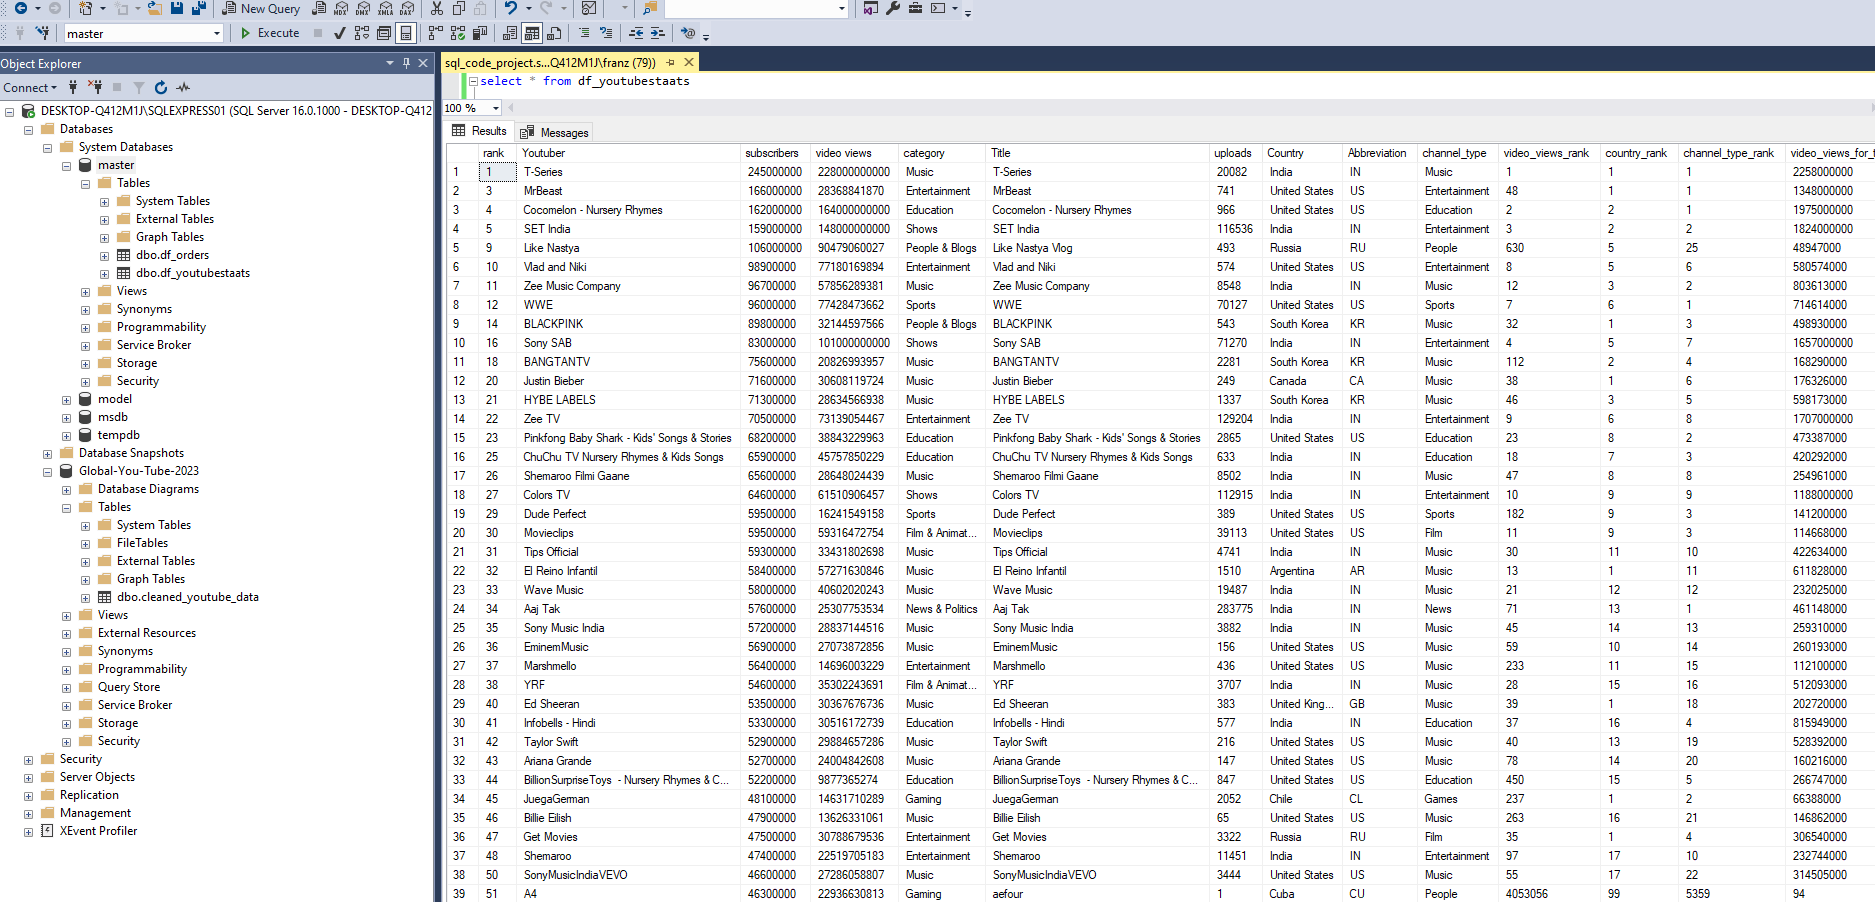 New Query MDX DMX XMLA DAX
master Execute
Object Explorer
Connect
DESKTOP-Q412M1J\SQLEXPRESS01 (SQL Server 16.0.1000 - DESKTOP-Q412
Databases
System Databases
master
Tables
System Tables
External Tables
Graph Tables
dbo.df_orders
dbo.df_youtubestaats
Views
Synonyms
Programmability
Service Broker
Storage
Security
model
msdb
tempdb
Database Snapshots
Global-You-Tube-2023
Database Diagrams
Tables
System Tables
FileTables
External Tables
Graph Tables
dbo.cleaned_youtube_data
Views
External Resources
Synonyms
Programmability
Query Store
Service Broker
Storage
Security
Security
Server Objects
Replication
Management
XEvent Profiler
sql_code_project.s...Q412M1J\franz (79))
select * from df_youtubestaats
100 %
Results Messages
rank Youtuber subscribers video views category Title uploads Country Abbreviation channel_type video_views_rank country_rank channel_type_rank video_views_for_
1 1 T-Series 245000000 228000000000 Music T-Series 20082 India IN Music 1 1 1 2258000000
2 3 MrBeast 166000000 28368841870 Entertainment MrBeast 741 United States US Entertainment 48 1 1 1348000000
3 4 Cocomelon - Nursery Rhymes 162000000 164000000000 Education Cocomelon - Nursery Rhymes 966 United States US Education 2 2 1 1975000000
4 5 SET India 159000000 148000000000 Shows SET India 116536 India IN Entertainment 3 2 2 1824000000
5 9 Like Nastya 106000000 90479060027 People & Blogs Like Nastya Vlog 493 Russia RU People 630 5 25 48947000
6 10 Vlad and Niki 98900000 77180169894 Entertainment Vlad and Niki 574 United States US Entertainment 8 5 6 580574000
7 11 Zee Music Company 96700000 57856289381 Music Zee Music Company 8548 India IN Music 12 3 2 803613000
8 12 WWE 96000000 77428473662 Sports WWE 70127 United States US Sports 7 6 1 714614000
9 14 BLACKPINK 89800000 32144597566 People & Blogs BLACKPINK 543 South Korea KR Music 32 1 3 498930000
10 16 Sony SAB 83000000 101000000000 Shows Sony SAB 71270 India IN Entertainment 4 5 7 1657000000
11 18 BANGTANTV 75600000 20826993957 Music BANGTANTV 2281 South Korea KR Music 112 2 4 168290000
12 20 Justin Bieber 71600000 30608119724 Music Justin Bieber 249 Canada CA Music 38 1 6 176326000
13 21 HYBE LABELS 71300000 28634566938 Music HYBE LABELS 1337 South Korea KR Music 46 3 5 598173000
14 22 Zee TV 70500000 73139054467 Entertainment Zee TV 129204 India IN Entertainment 9 6 8 1707000000
15 23 Pinkfong Baby Shark - Kids' Songs & Stories 68200000 38843229963 Education Pinkfong Baby Shark - Kids' Songs & Stories 2865 United States US Education 23 8 2 473387000
16 25 ChuChu TV Nursery Rhymes & Kids Songs 65900000 45757850229 Education ChuChu TV Nursery Rhymes & Kids Songs 633 India IN Education 18 7 3 420292000
17 26 Shemaroo Filmi Gaane 65600000 28648024439 Music Shemaroo Filmi Gaane 8502 India IN Music 47 8 8 254961000
18 27 Colors TV 64600000 61510906457 Shows Colors TV 112915 India IN Entertainment 10 9 9 1188000000
19 29 Dude Perfect 59500000 16241549158 Sports Dude Perfect 389 United States US Sports 182 9 3 141200000
20 30 Movieclips 59500000 59316472754 Film & Animat... Movieclips 39113 United States US Film 11 9 3 114668000
21 31 Tips Official 59300000 33431802698 Music Tips Official 4741 India IN Music 30 11 10 422634000
22 32 El Reino Infantil 58400000 57271630846 Music El Reino Infantil 1510 Argentina AR Music 13 1 11 611828000
23 33 Wave Music 58000000 40602020243 Music Wave Music 19487 India IN Music 21 12 12 232025000
24 34 Aaj Tak 57600000 25307753534 News & Politics Aaj Tak 283775 India IN News 71 13 1 461148000
25 35 Sony Music India 57200000 28837144516 Music Sony Music India 3882 India IN Music 45 14 13 259310000
26 36 EminemMusic 56900000 27073872856 Music EminemMusic 156 United States US Music 59 10 14 260193000
27 37 Marshmello 56400000 14696003229 Entertainment Marshmello 436 United States US Music 233 11 15 112100000
28 38 YRF 54600000 35302243691 Film & Animat... YRF 3707 India IN Music 28 15 16 512093000
29 40 Ed Sheeran 53500000 30367676736 Music Ed Sheeran 383 United King... GB Music 39 1 18 202720000
30 41 Infobells - Hindi 53300000 30516172739 Education Infobells - Hindi 577 India IN Education 37 16 4 815949000
31 42 Taylor Swift 52900000 29884657286 Music Taylor Swift 216 United States US Music 40 13 19 528392000
32 43 Ariana Grande 52700000 24004842608 Music Ariana Grande 147 United States US Music 78 14 20 160216000
33 44 BillionSurpriseToys - Nursery Rhymes & C... 52200000 9877365274 Education BillionSurpriseToys - Nursery Rhymes & C... 847 United States US Education 450 15 5 266747000
34 45 JuegaGerman 48100000 14631710289 Gaming JuegaGerman 2052 Chile CL Games 237 1 2 66388000
35 46 Billie Eilish 47900000 13626331061 Music Billie Eilish 65 United States US Music 263 16 21 146862000
36 47 Get Movies 47500000 30788679536 Entertainment Get Movies 3322 Russia RU Film 35 1 4 306540000
37 48 Shemaroo 47400000 22519705183 Entertainment Shemaroo 11451 India IN Entertainment 97 17 10 232744000
38 50 SonyMusicIndiaVEVO 46600000 27286058807 Music SonyMusicIndiaVEVO 3444 United States US Music 55 17 22 314505000
39 51 A4 46300000 22936630813 Gaming aefour 1 Cuba CU People 4053056 99 5359 94